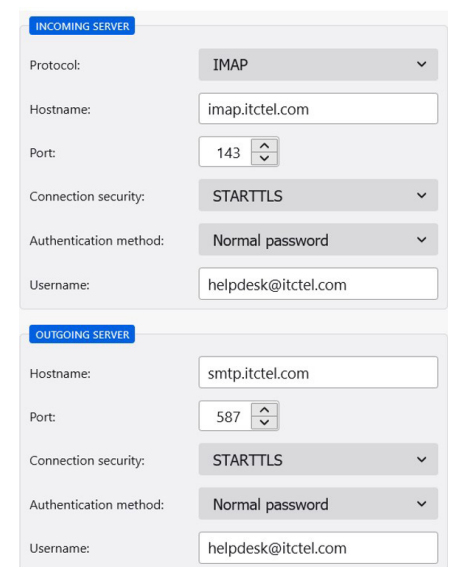 INCOMING SERVER
Protocol: IMAP
Hostname: imap.itctel.com
Port: 143
Connection security: STARTTLS
Authentication method: Normal password
Username: helpdesk@itctel.com
OUTGOING SERVER
Hostname: smtp.itctel.com
Port: 587
Connection security: STARTTLS
Authentication method: Normal password
Username: helpdesk@itctel.com